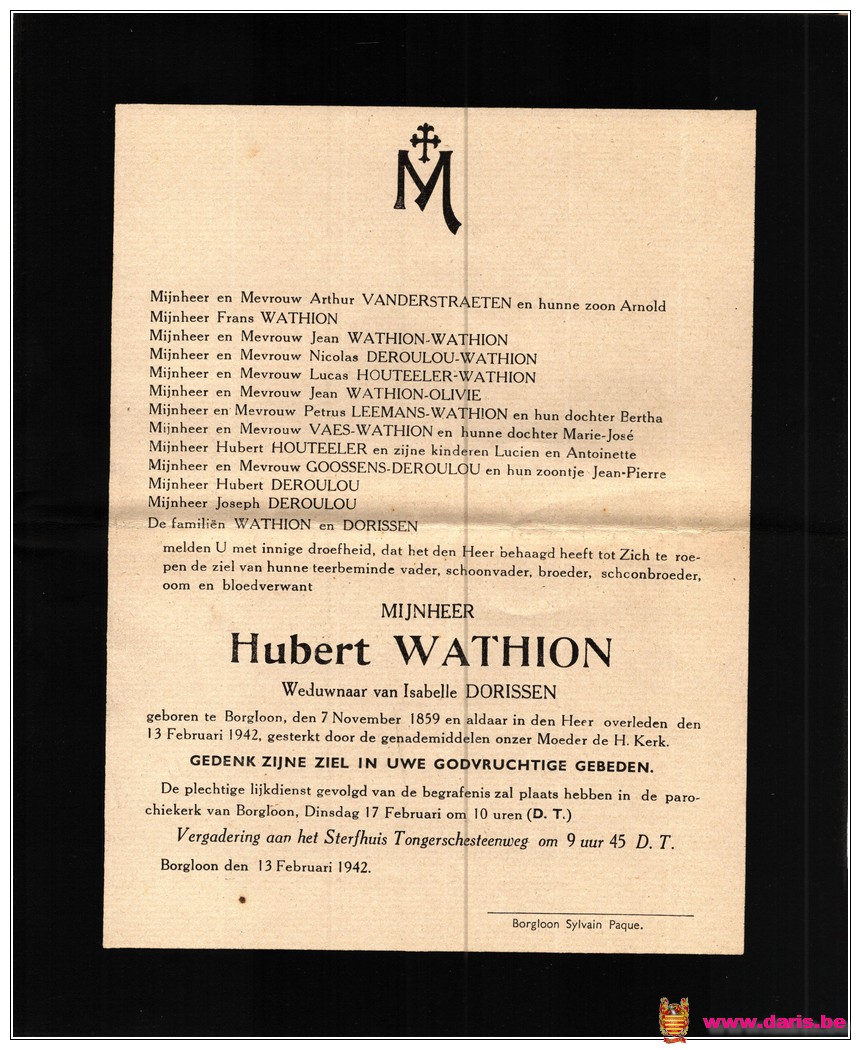 M
Mijnheer en Mevrouw Arthur VANDERSTRAETEN en hunne zoon Arnold
Mijnheer Frans WATHION
Mijnheer en Mevrouw Jean WATHION-WATHION
Mijnheer en Mevrouw Nicolas DEROULOU-WATHION
Mijnheer en Mevrouw Lucas HOUTEELER-WATHION
Mijnheer en Mevrouw Jean WATHION-OLIVIE
Mijnheer en Mevrouw Petrus LEEMANS-WATHION en hun dochter Bertha
Mijnheer en Mevrouw VAES-WATHION en hunne dochter Marie-José
Mijnheer Hubert HOUTEELER en zijne kinderen Lucien en Antoinette
Mijnheer en Mevrouw GOOSSENS-DEROULOU en hun zoontje Jean-Pierre
Mijnheer Hubert DEROULOU
Mijnheer Joseph DEROULOU
De familiën WATHION en DORISSEN
melden U met innige droefheid, dat het den Heer behaagd heeft tot Zich te roe-
pen de ziel van hunne teerbeminde vader, schoonvader, broeder, schconbroeder,
oom en bloedverwant
MIJNHEER
Hubert WATHION
Weduwnaar van Isabelle DORISSEN
geboren te Borgloon, den 7 November 1859 en aldaar in den Heer overleden den
13 Februari 1942, gesterkt door de genademiddelen onzer Moeder de H. Kerk.
GEDENK ZIJNE ZIEL IN UWE GODVRUCHTIGE GEBEDEN.
De plechtige lijkdienst gevolgd van de begrafenis zal plaats hebben in de paro-
chiekerk van Borgloon, Dinsdag 17 Februari om 10 uren (D. T.)
Vergadering aan het Sterfhuis Tongerschesteenweg om 9 uur 45 D. T.
Borgloon den 13 Februari 1942.
Borgloon Sylvain Paque.
www.daris.be